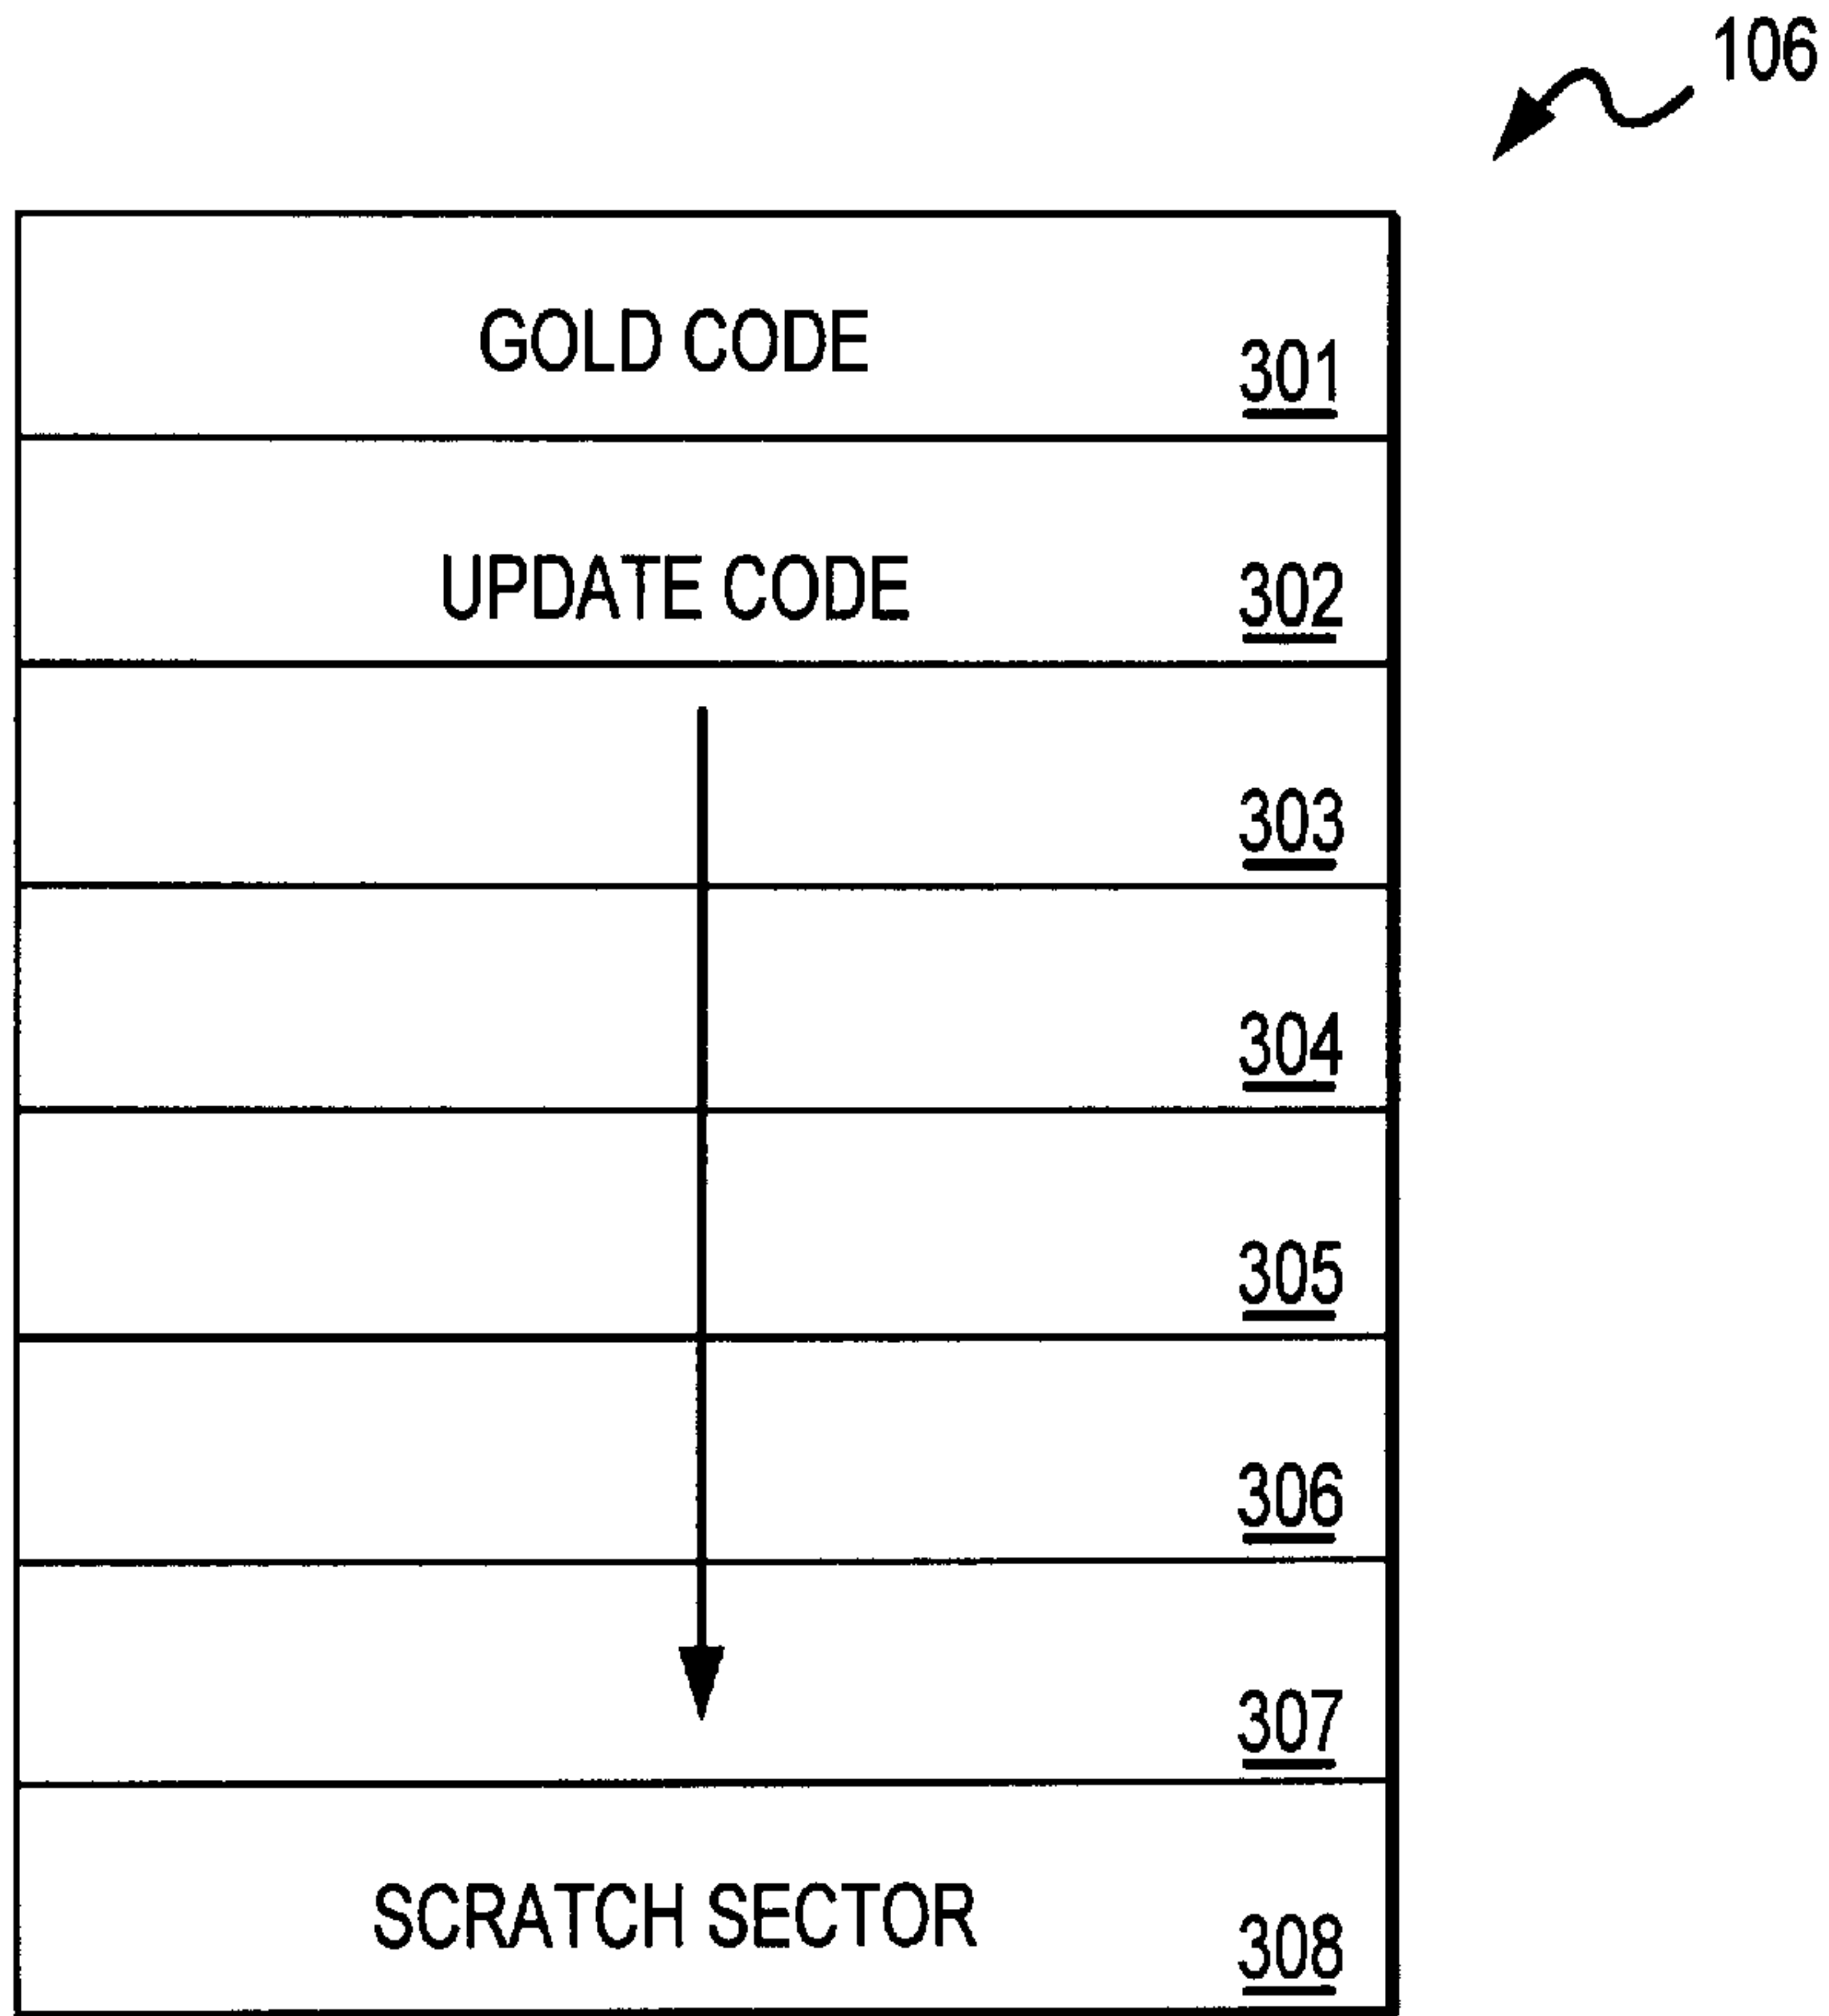 106
GOLD CODE 301
UPDATE CODE 302
303
304
305
306
307
SCRATCH SECTOR 308